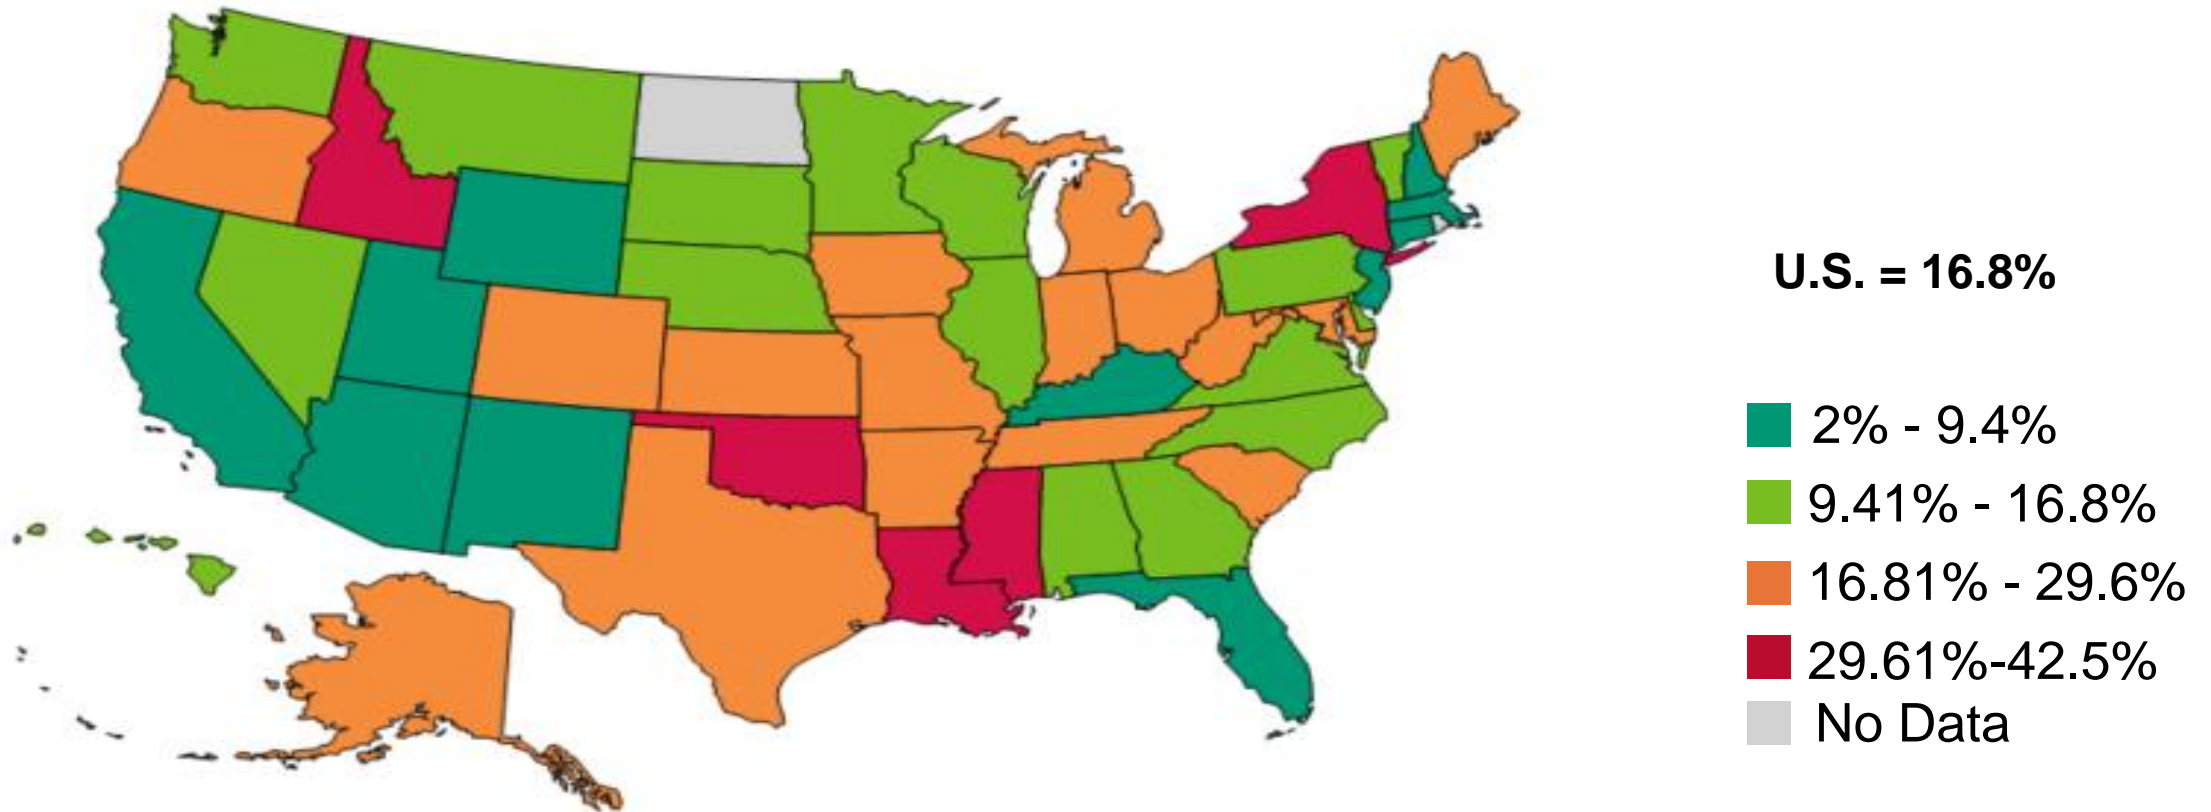 U.S. = 16.8%
2% - 9.4%
9.41% - 16.8%
16.81% - 29.6%
29.61%-42.5%
No Data